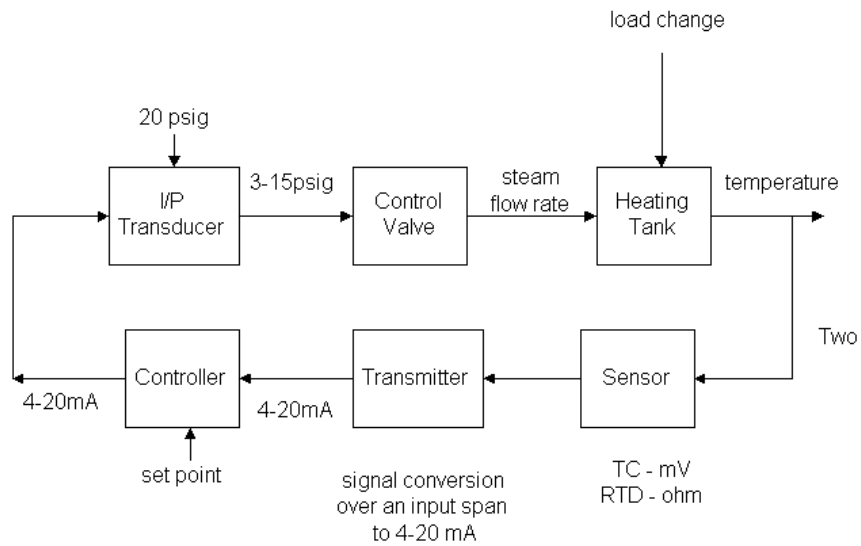 load change
20 psig
I/P
Transducer
3-15psig
Control
Valve
steam
flow rate
Heating
Tank
temperature
Two
Controller
4-20mA
set point
4-20mA
Transmitter
signal conversion
over an input span
to 4-20 mA
Sensor
TC - mV
RTD - ohm